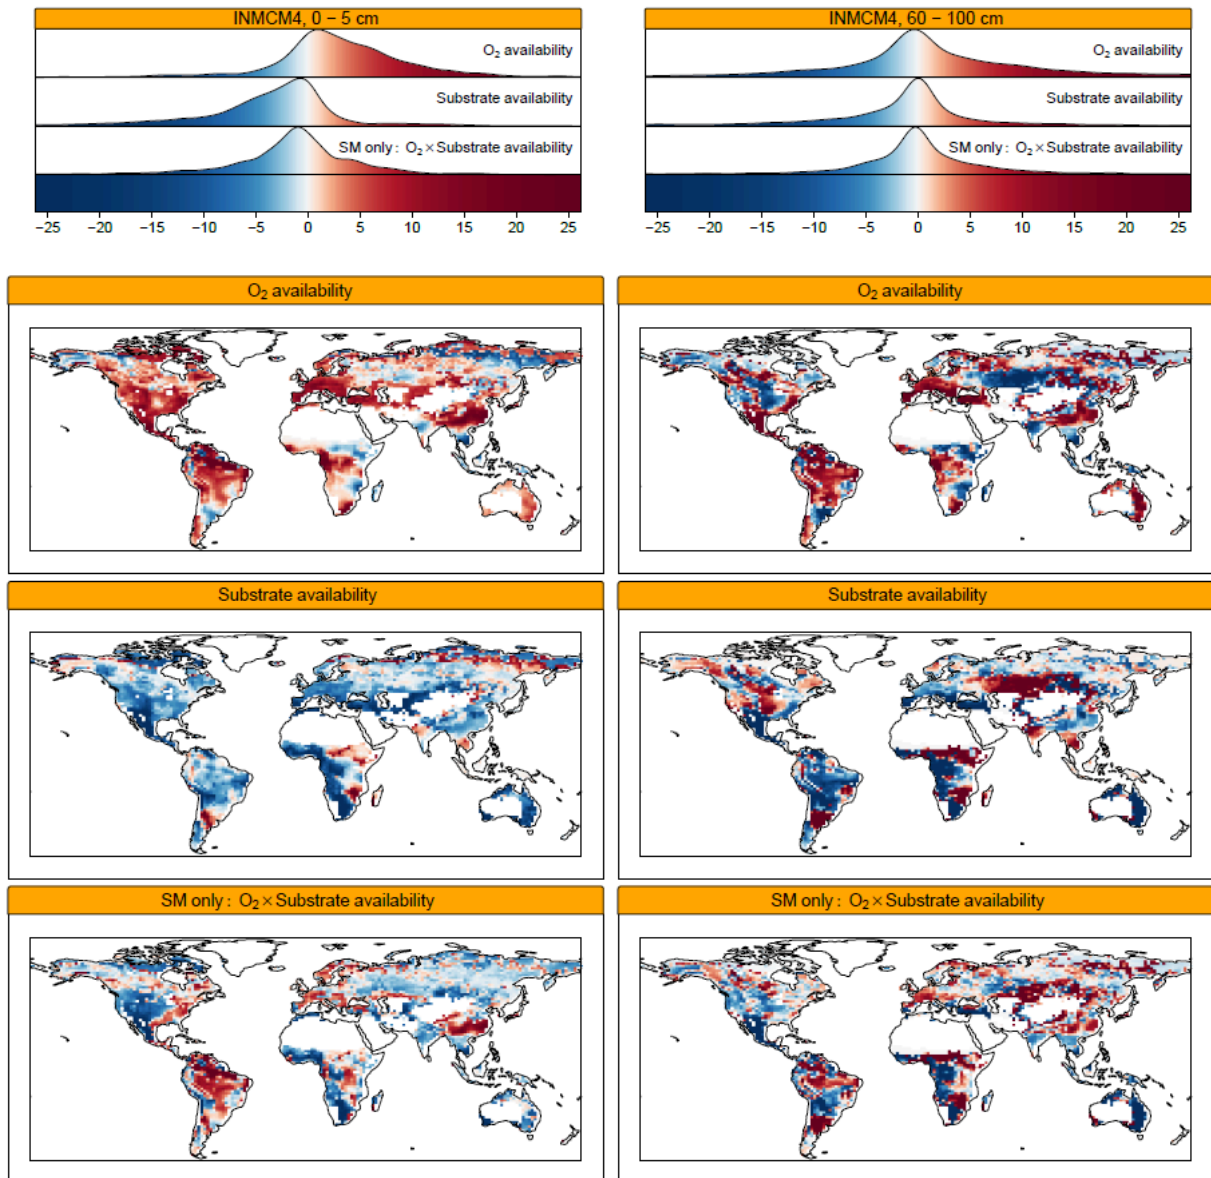 INMCM4, 0 − 5 cm
O₂ availability
Substrate availability
SM only : O₂ × Substrate availability
−25 −20 −15 −10 −5 0 5 10 15 20 25
INMCM4, 60 − 100 cm
O₂ availability
Substrate availability
SM only : O₂ × Substrate availability
−25 −20 −15 −10 −5 0 5 10 15 20 25
O₂ availability
O₂ availability
Substrate availability
Substrate availability
SM only : O₂ × Substrate availability
SM only : O₂ × Substrate availability